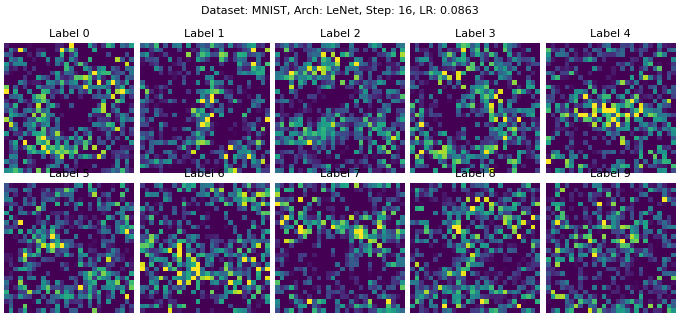 Dataset: MNIST, Arch: LeNet, Step: 16, LR: 0.0863
Label 0 Label 1 Label 2 Label 3 Label 4
Label 5 Label 6 Label 7 Label 8 Label 9